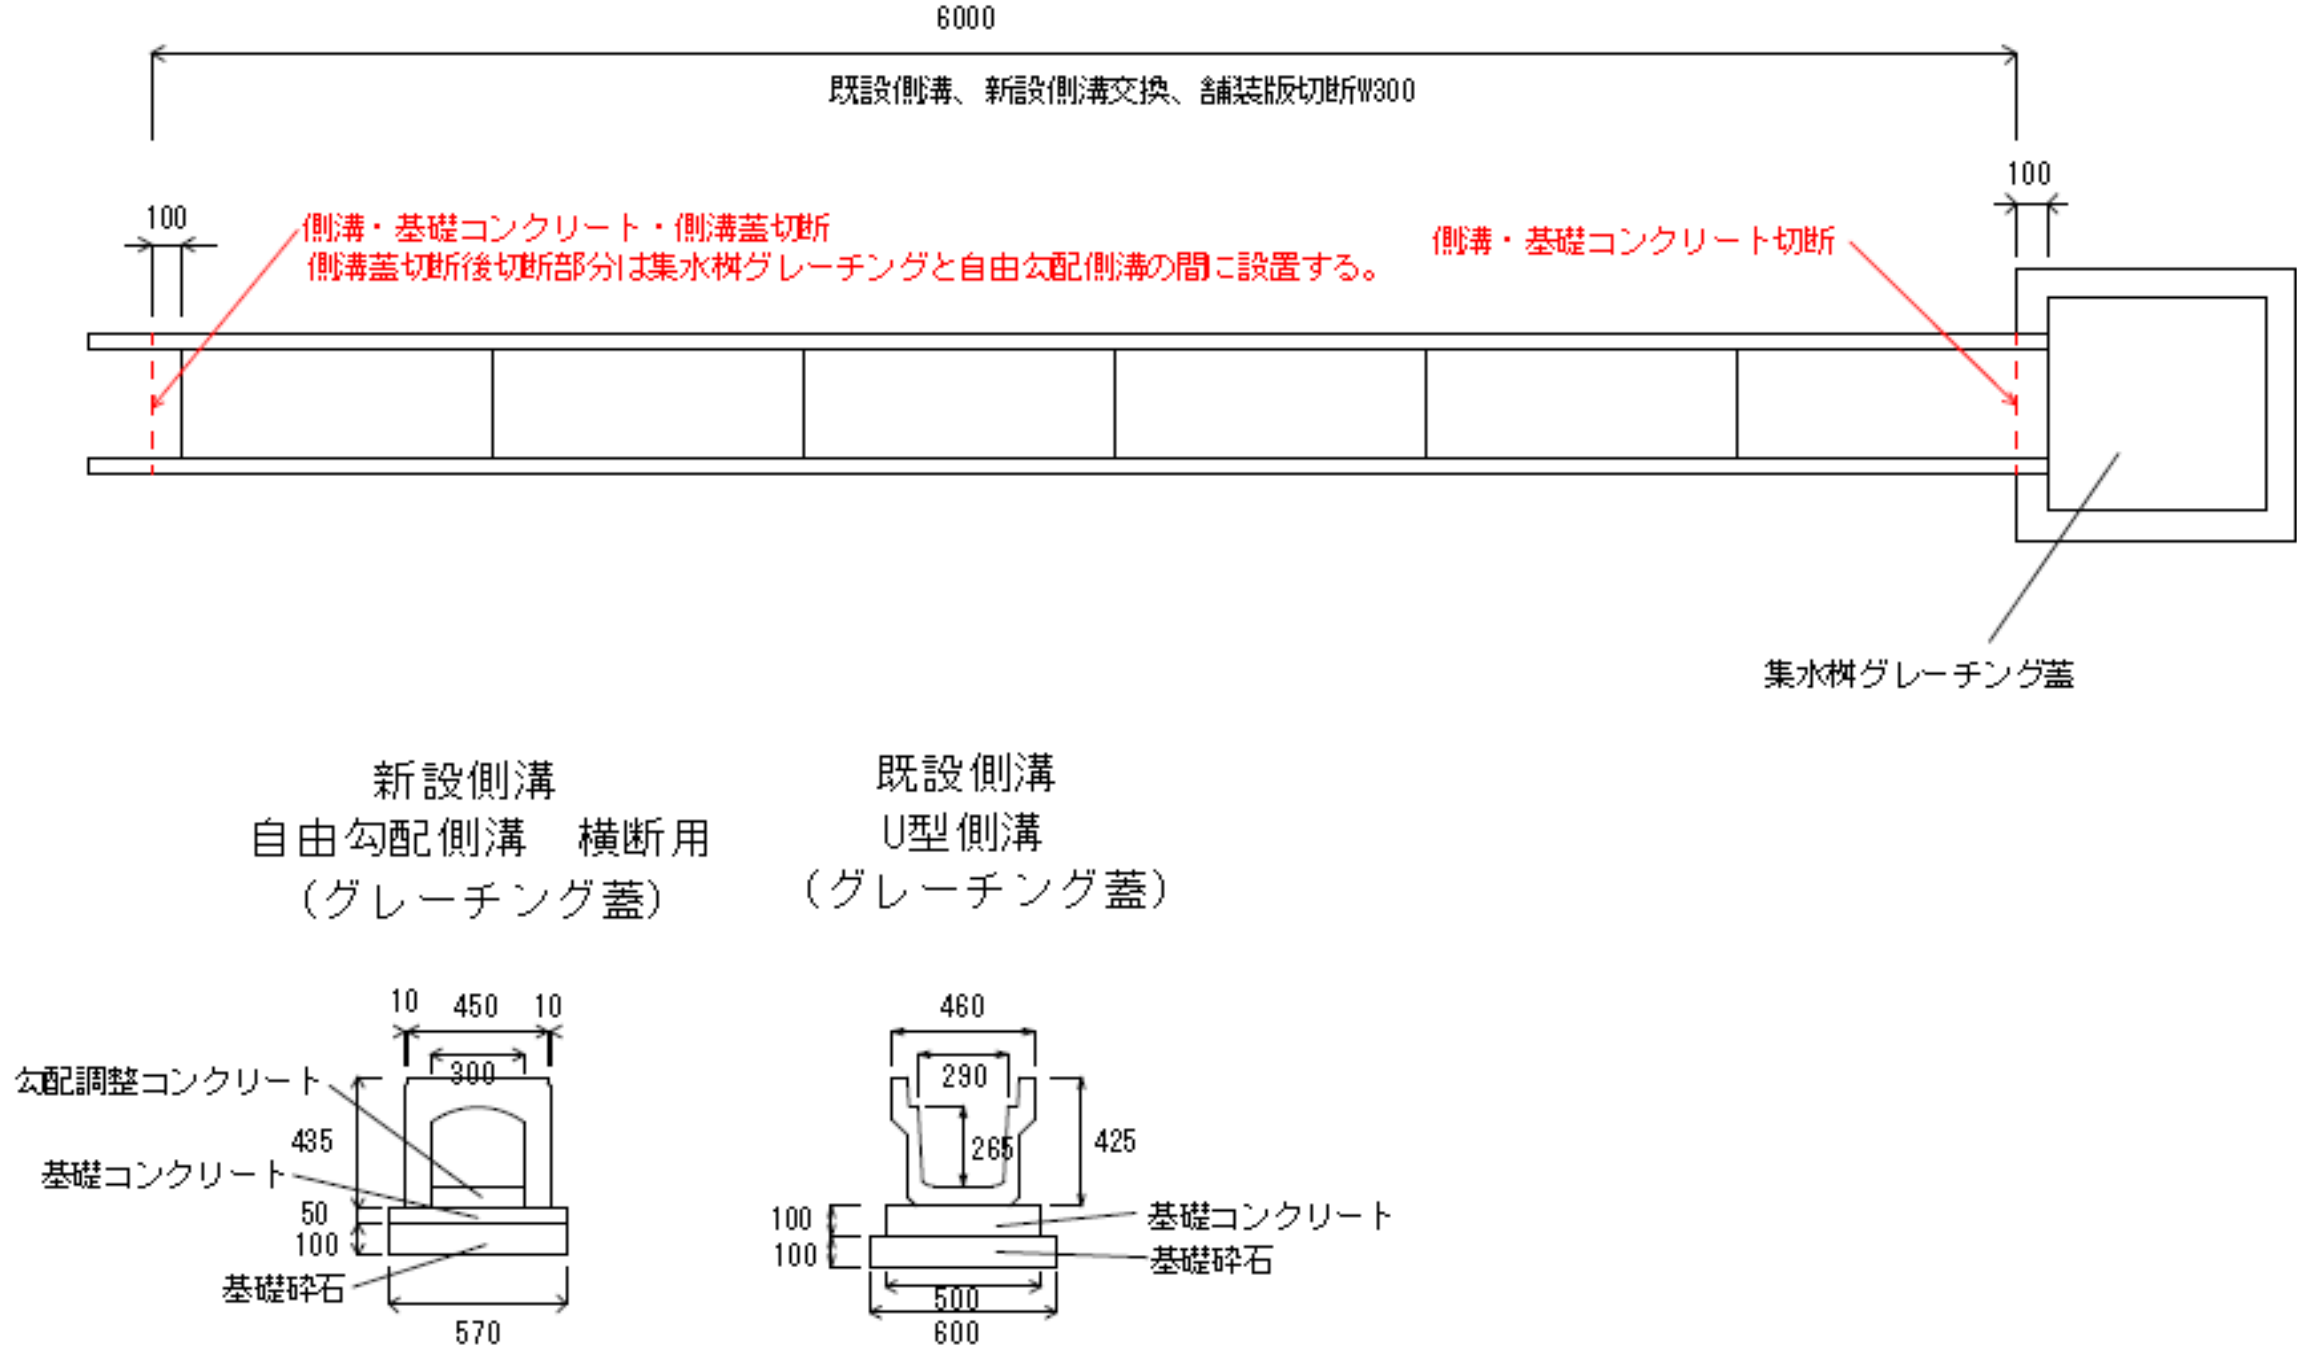 6000
既設側溝、新設側溝交換、舗装版切断W300
100
100
側溝・基礎コンクリート・側溝蓋切断
側溝蓋切断後切断部分は集水桝グレーチングと自由勾配側溝の間に設置する。
側溝・基礎コンクリート切断
集水桝グレーチング蓋
新設側溝
自由勾配側溝　横断用
(グレーチング蓋)
10
450
10
300
勾配調整コンクリート
435
基礎コンクリート
50
100
基礎砕石
570
既設側溝
U型側溝
(グレーチング蓋)
460
290
265
425
100
基礎コンクリート
100
基礎砕石
500
600